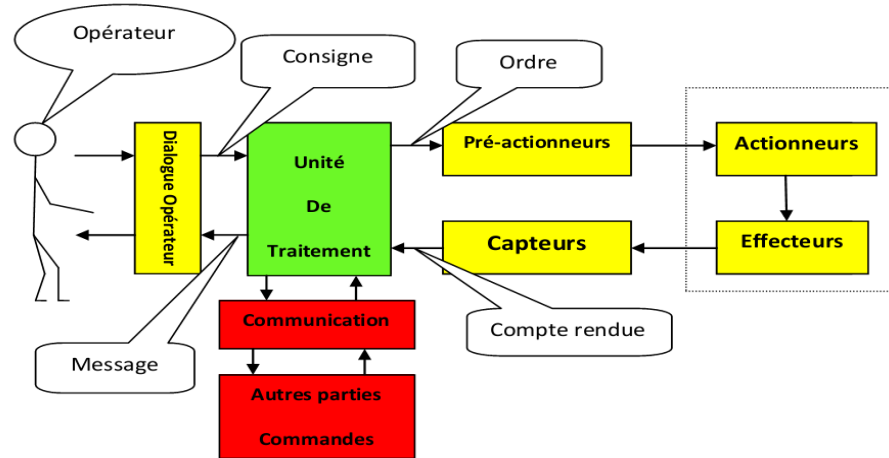 Opérateur
Consigne
Ordre
Dialogue Opérateur
Unité
De
Traitement
Pré-actionneurs
Actionneurs
Capteurs
Effecteurs
Communication
Compte rendue
Message
Autres parties
Commandes